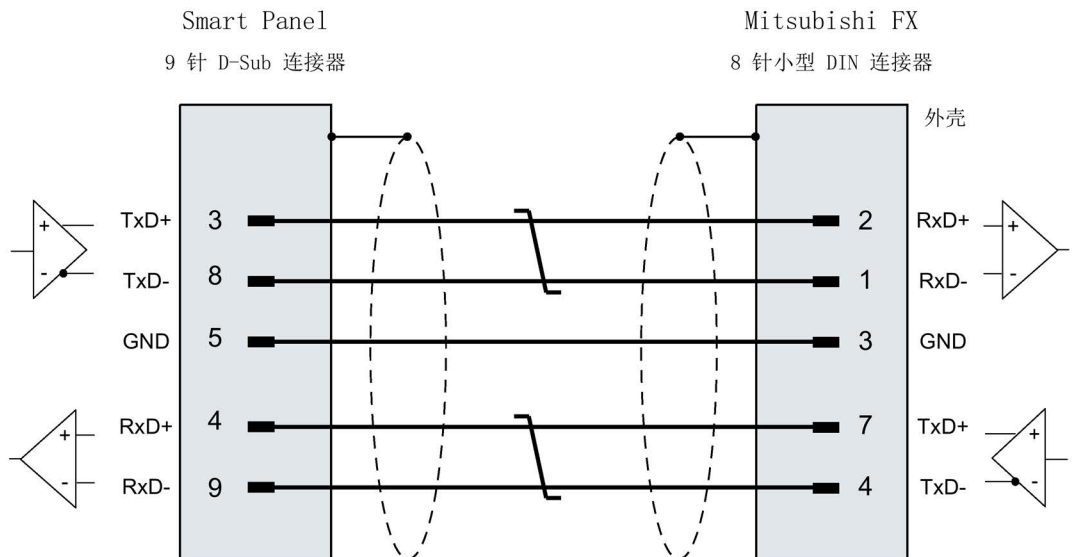 Smart Panel
Mitsubishi FX
9 针 D-Sub 连接器
8 针小型 DIN 连接器
外壳
+ TxD+ 3 2 RxD+ +
- TxD- 8 1 RxD- -
GND 5 3 GND
+ RxD+ 4 7 TxD+ +
- RxD- 9 4 TxD- -